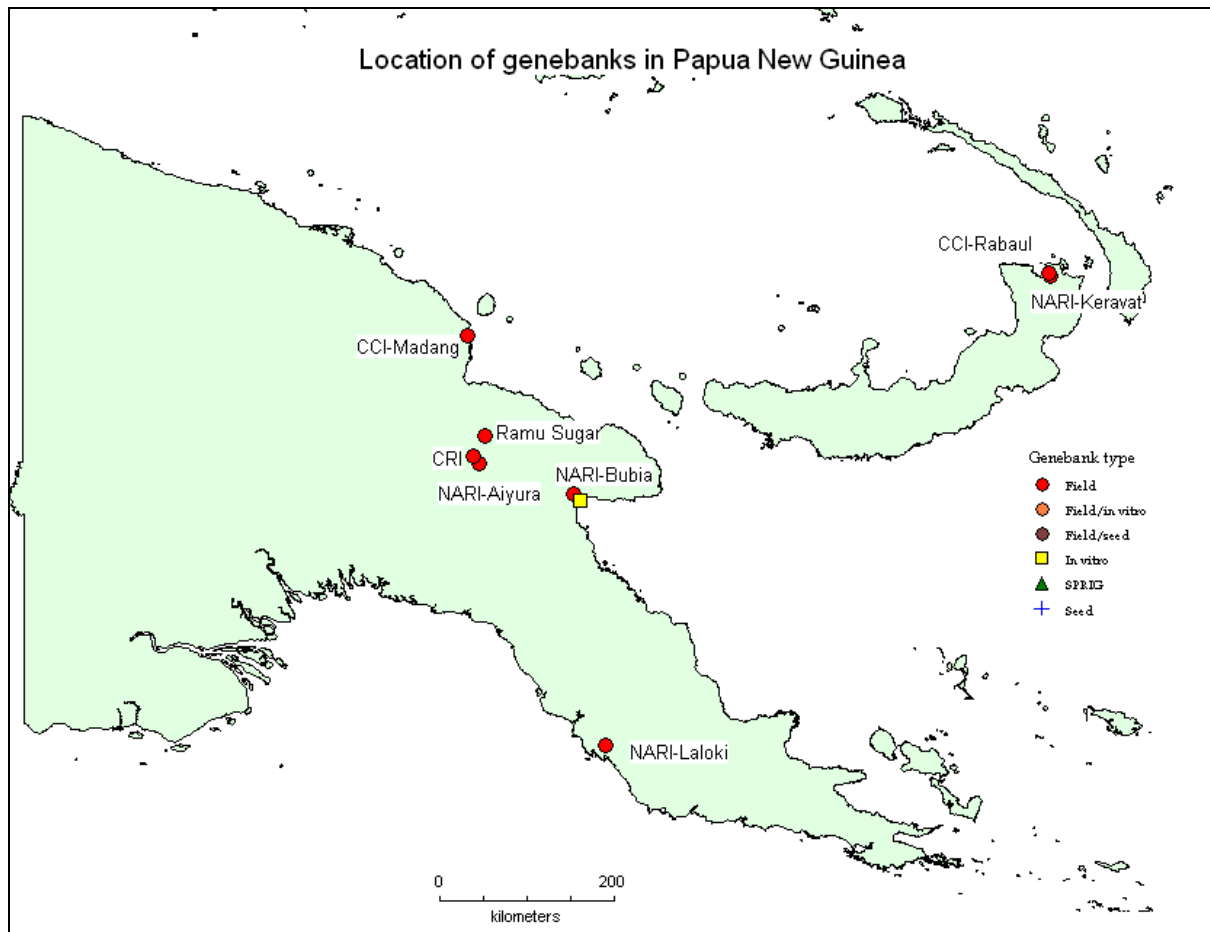 Location of genebanks in Papua New Guinea
CCI-Rabaul
NARI-Keravat
CCI-Madang
Ramu Sugar
CRI
NARI-Aiyura
NARI-Bubia
Genebank type
Field
Field/in vitro
Field/seed
In vitro
SPRIG
Seed
NARI-Laloki
0 200
kilometers